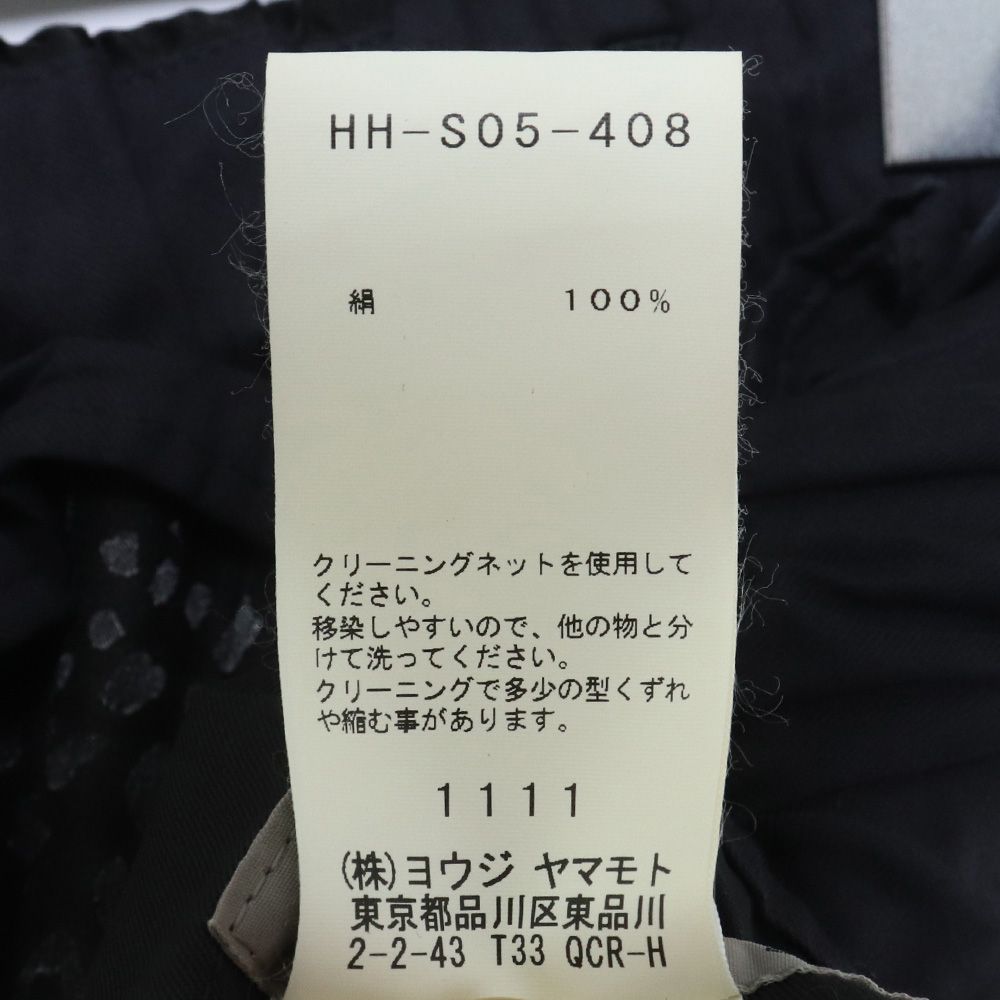 HH-S05-408
絹 100%
クリーニングネットを使用して
ください。
移染しやすいので、他の物と分
けて洗ってください。
クリーニングで多少の型くずれ
や縮む事があります。
1111
(株)ヨウジ ヤマモト
東京都品川区東品川
2-2-43 T33 QCR-H